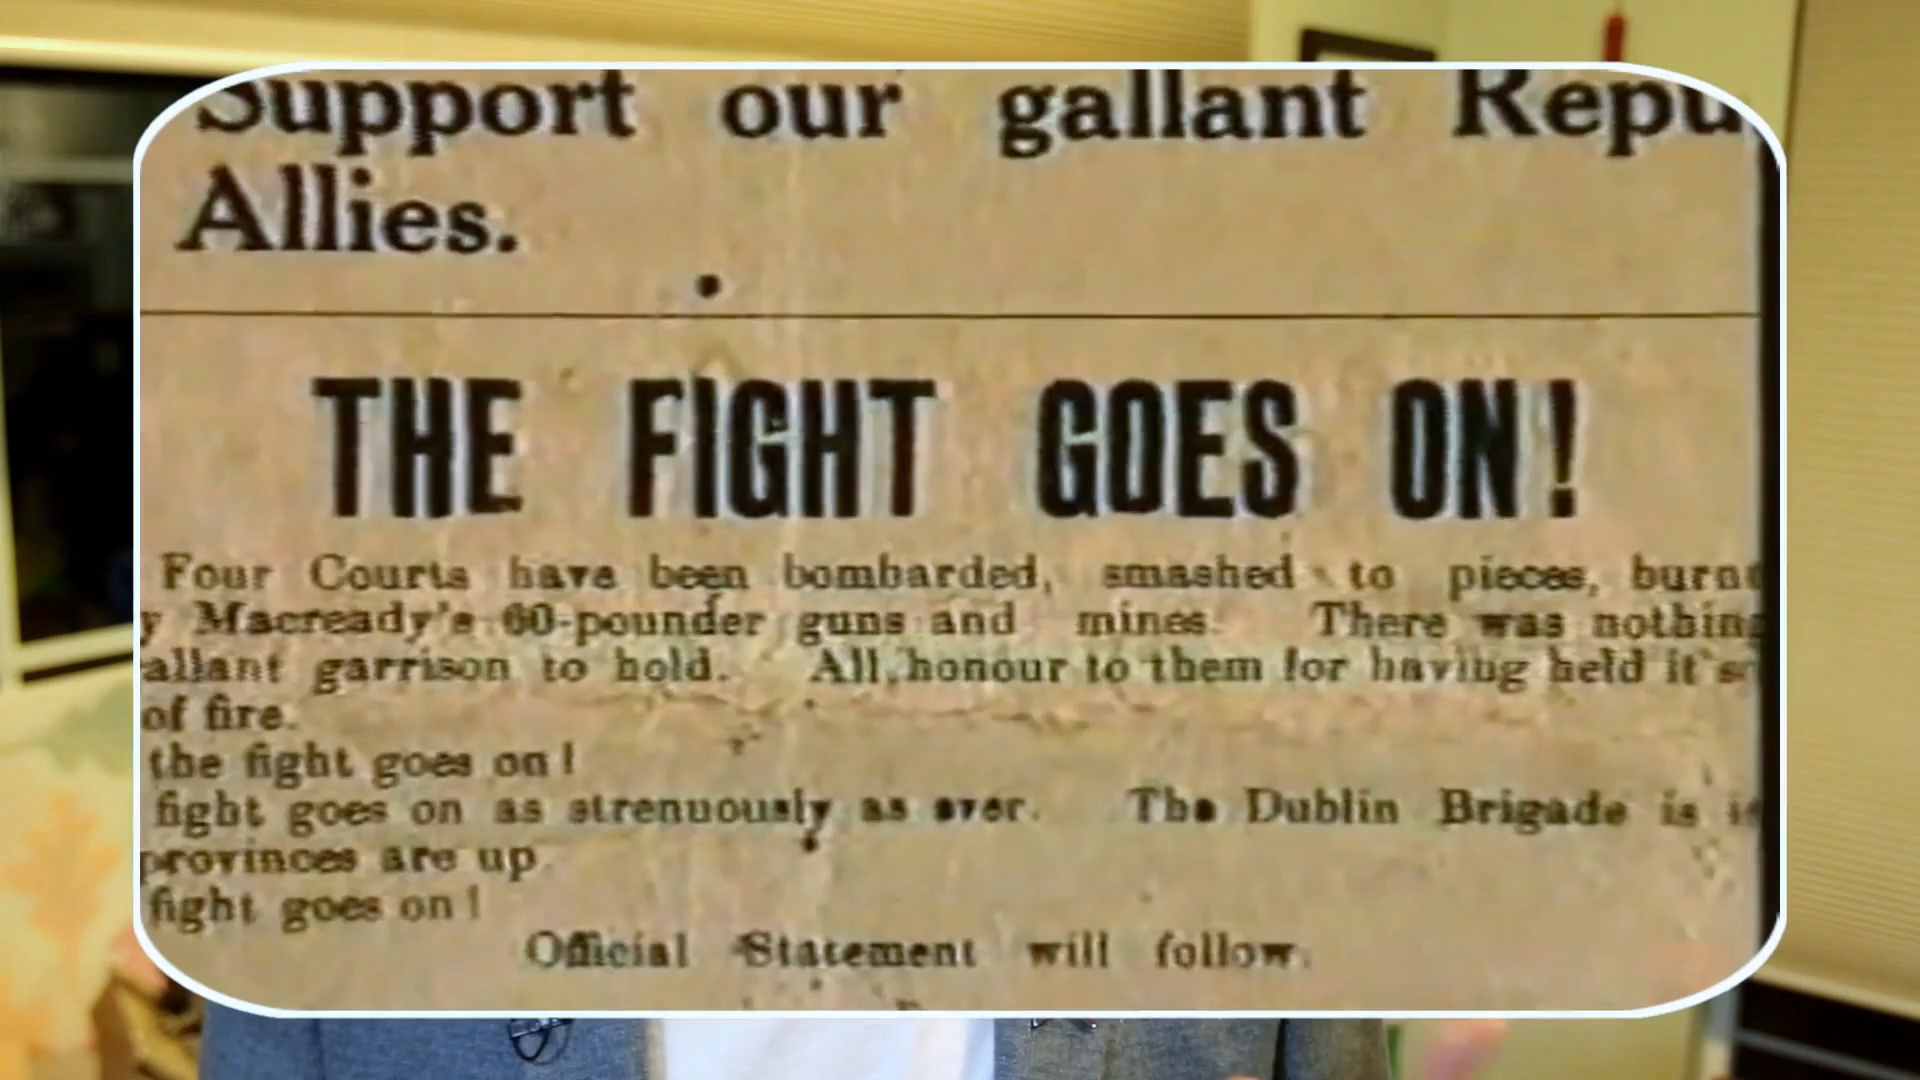 Support our gallant Repu
Allies.
THE FIGHT GOES ON!
Four Courts have been bombarded, smashed to pieces, burnt
y Macready's 60-pounder guns and mines. There was nothing
allant garrison to hold. All honour to them for having held it so
of fire.
the fight goes on!
fight goes on as strenuously as ever. The Dublin Brigade is i
provinces are up
fight goes on!
Official Statement will follow.